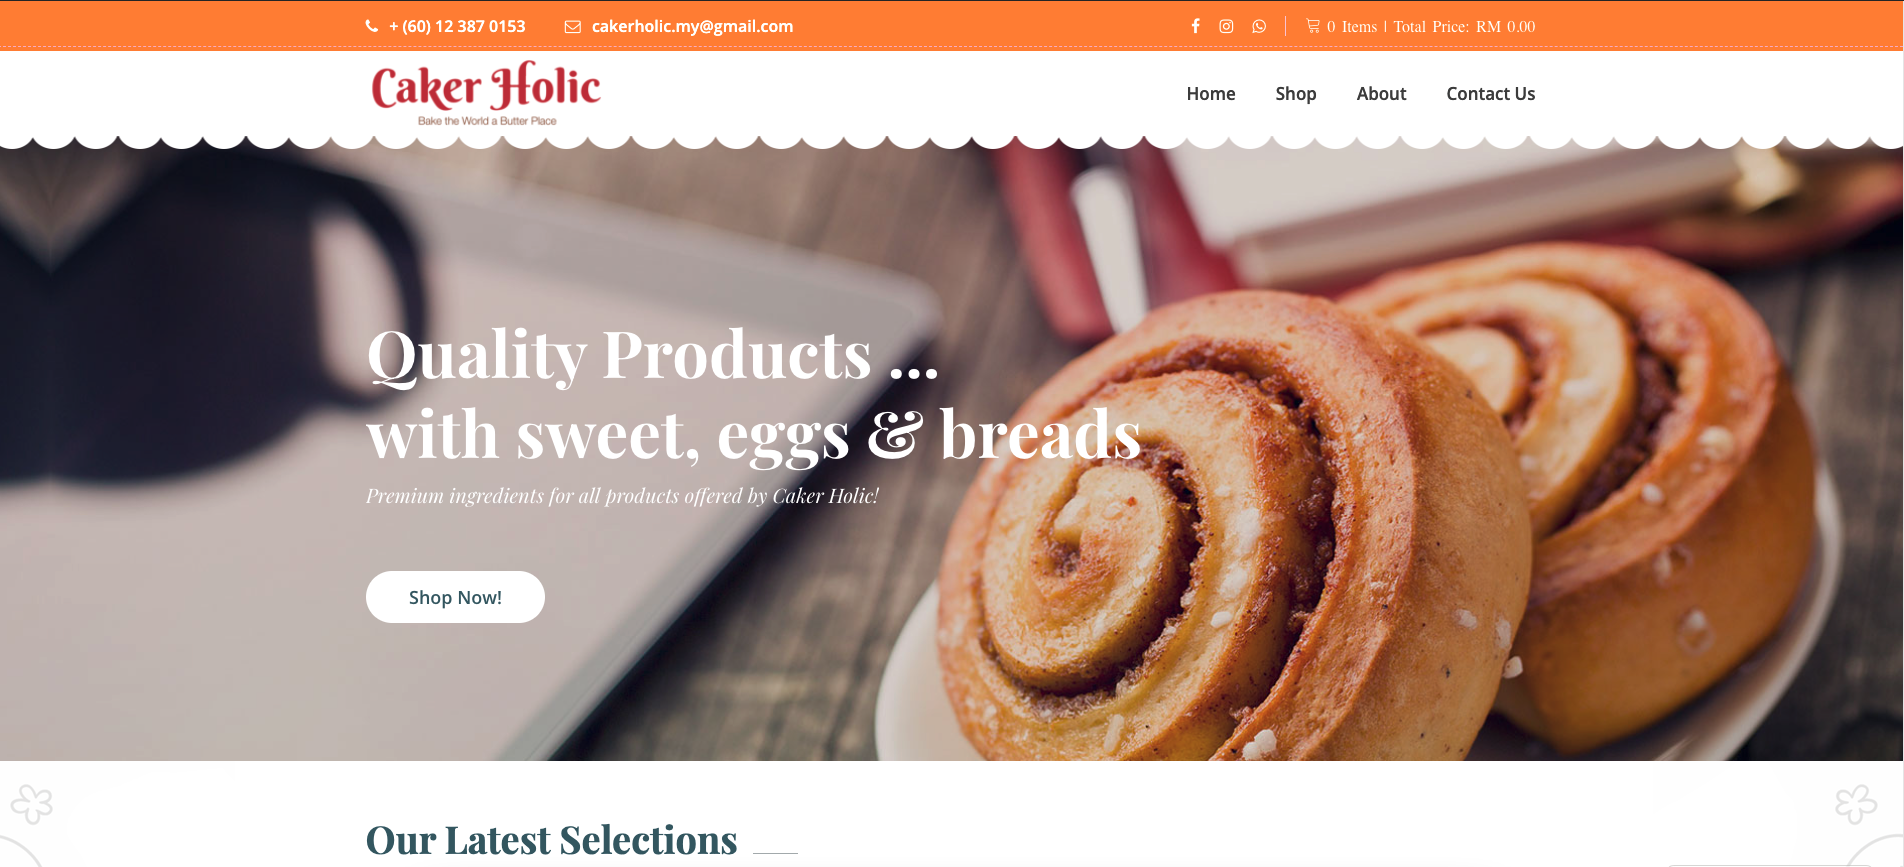 + (60) 12 387 0153
cakerholic.my@gmail.com
0 Items | Total Price: RM 0.00
Caker Holic
Bake the World a Butter Place
Home
Shop
About
Contact Us
Quality Products ...
with sweet, eggs & breads
Premium ingredients for all products offered by Caker Holic!
Shop Now!
Our Latest Selections